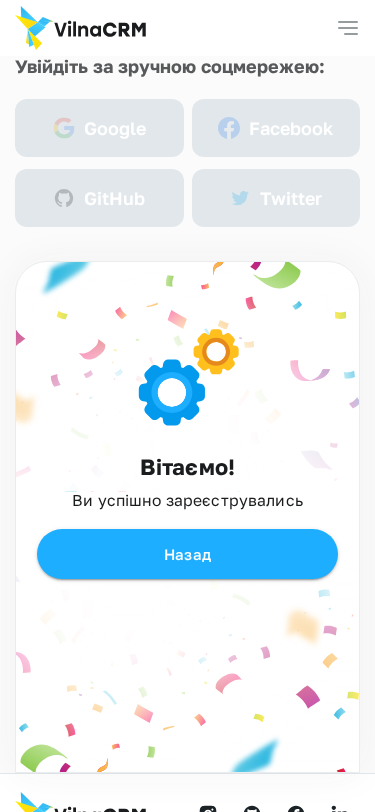 VilnaCRM
Увійдіть за зручною соцмережею:
Google
Facebook
GitHub
Twitter
Вітаємо!
Ви успішно зареєструвались
Назад
VilnaCRM